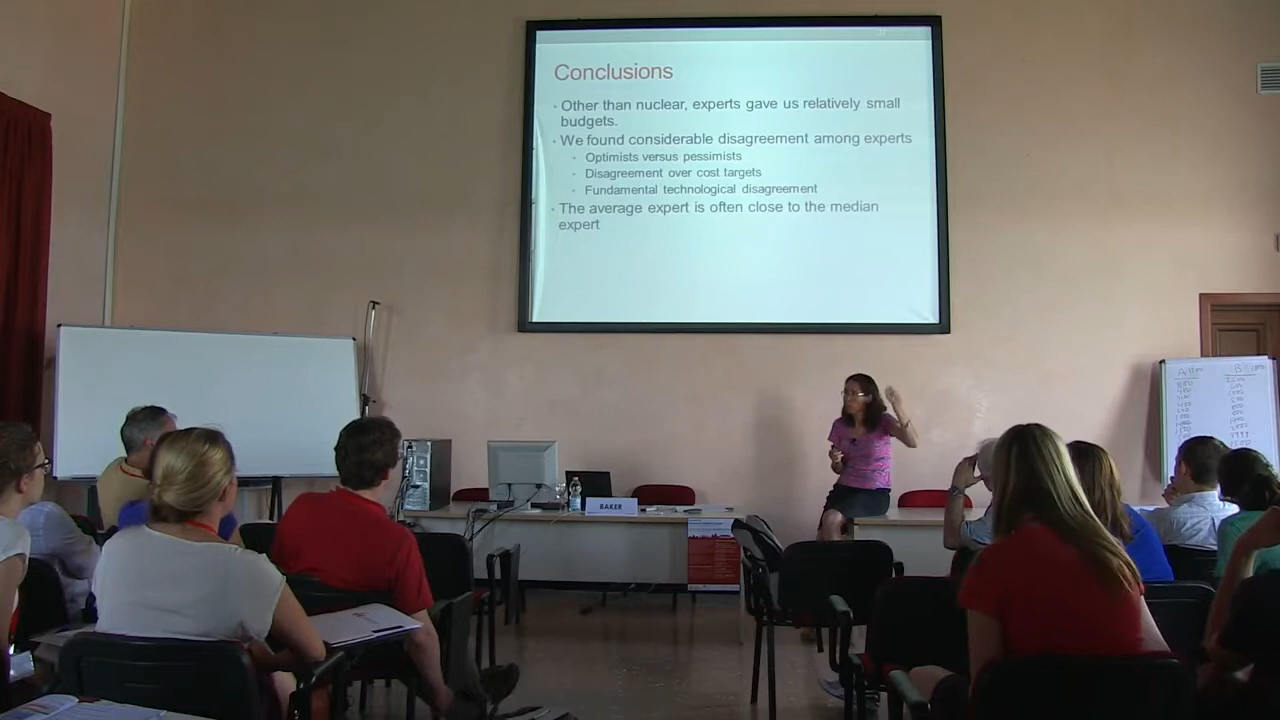 Conclusions
· Other than nuclear, experts gave us relatively small
budgets.
· We found considerable disagreement among experts
· Optimists versus pessimists
· Disagreement over cost targets
· Fundamental technological disagreement
· The average expert is often close to the median
expert
BAKER